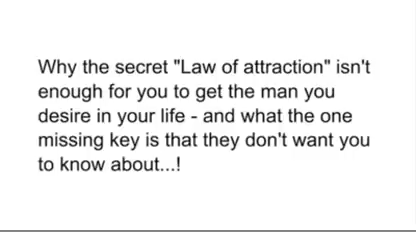 Why the secret "Law of attraction" isn't
enough for you to get the man you
desire in your life - and what the one
missing key is that they don't want you
to know about...!